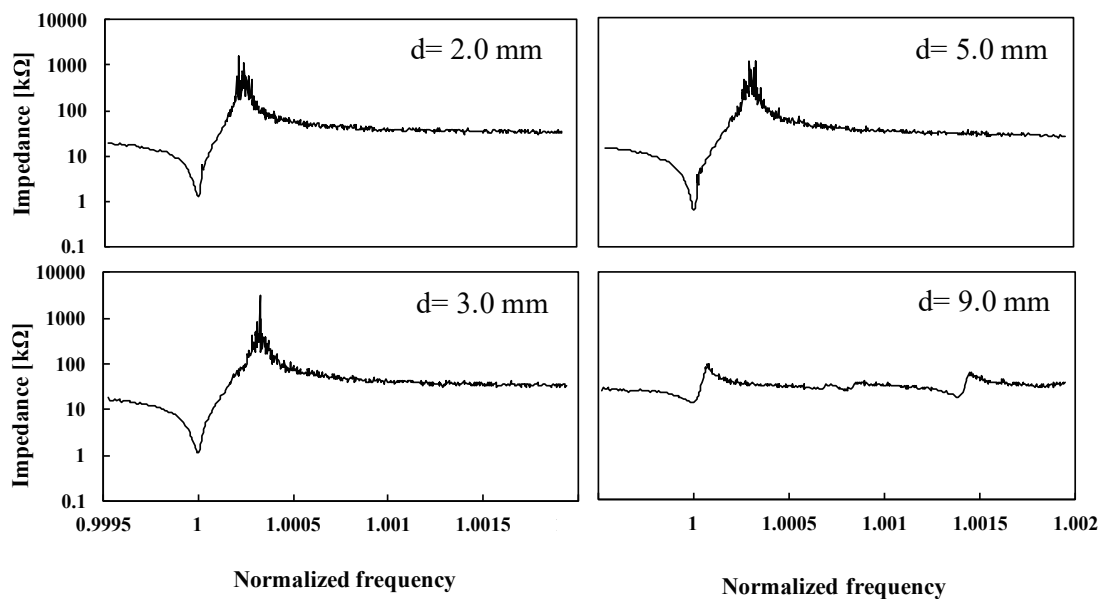 10000
1000
100
10
1
0.1
Impedance [kΩ]
d= 2.0 mm
d= 5.0 mm
10000
1000
100
10
1
0.1
Impedance [kΩ]
d= 3.0 mm
d= 9.0 mm
0.9995 1 1.0005 1.001 1.0015
1 1.0005 1.001 1.0015 1.002
Normalized frequency
Normalized frequency